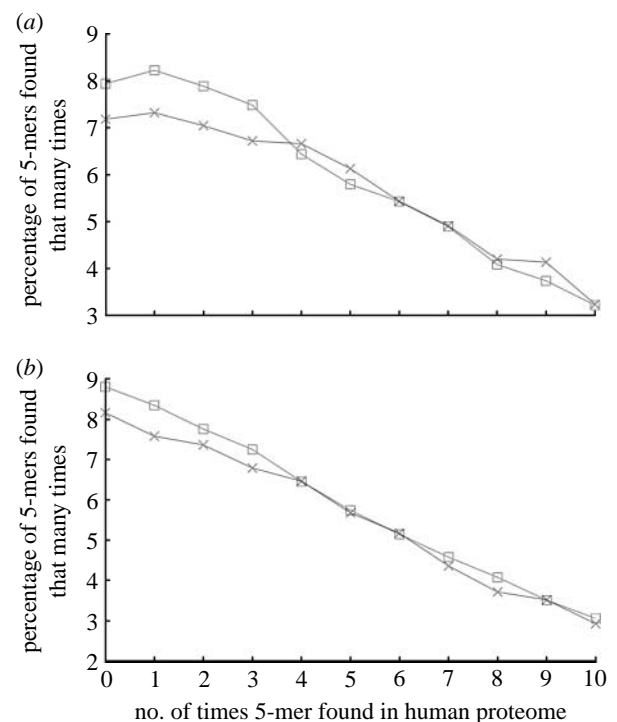 (a)
9
8
7
6
5
4
3
percentage of 5-mers found
that many times
(b)
9
8
7
6
5
4
3
2
percentage of 5-mers found
that many times
0 1 2 3 4 5 6 7 8 9 10
no. of times 5-mer found in human proteome